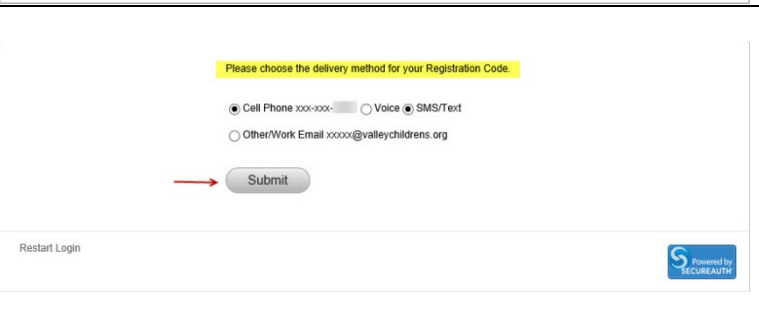 Please choose the delivery method for your Registration Code.
Cell Phone xxx-xxx- Voice SMS/Text
Other/Work Email xxxxx@valleychildrens.org
Submit
Restart Login
Powered by
SECUREAUTH